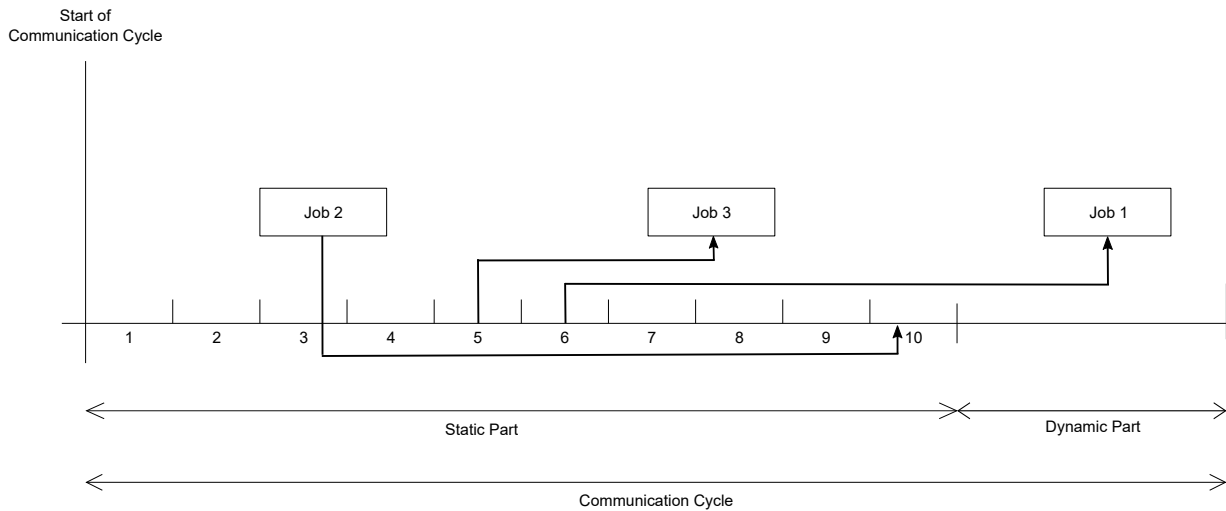 Start of
Communication Cycle
Job 2
Job 3
Job 1
1 2 3 4 5 6 7 8 9 10
Static Part
Dynamic Part
Communication Cycle